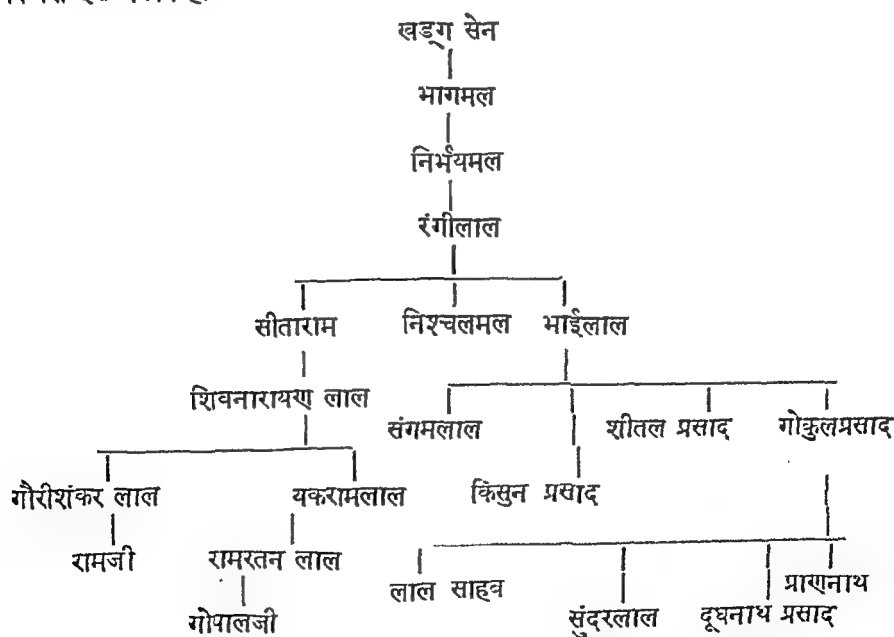 खड्ग सेन
भागमल
निर्भयमल
रंगीलाल
सीताराम निश्चलमल भाईलाल
शिवनारायण लाल
संगमलाल शीतल प्रसाद गोकुलप्रसाद
गौरीशंकर लाल यकरामलाल किसुन प्रसाद
रामजी रामरतन लाल
लाल साहब प्राणनाथ
गोपालजी सुंदरलाल दूधनाथ प्रसाद